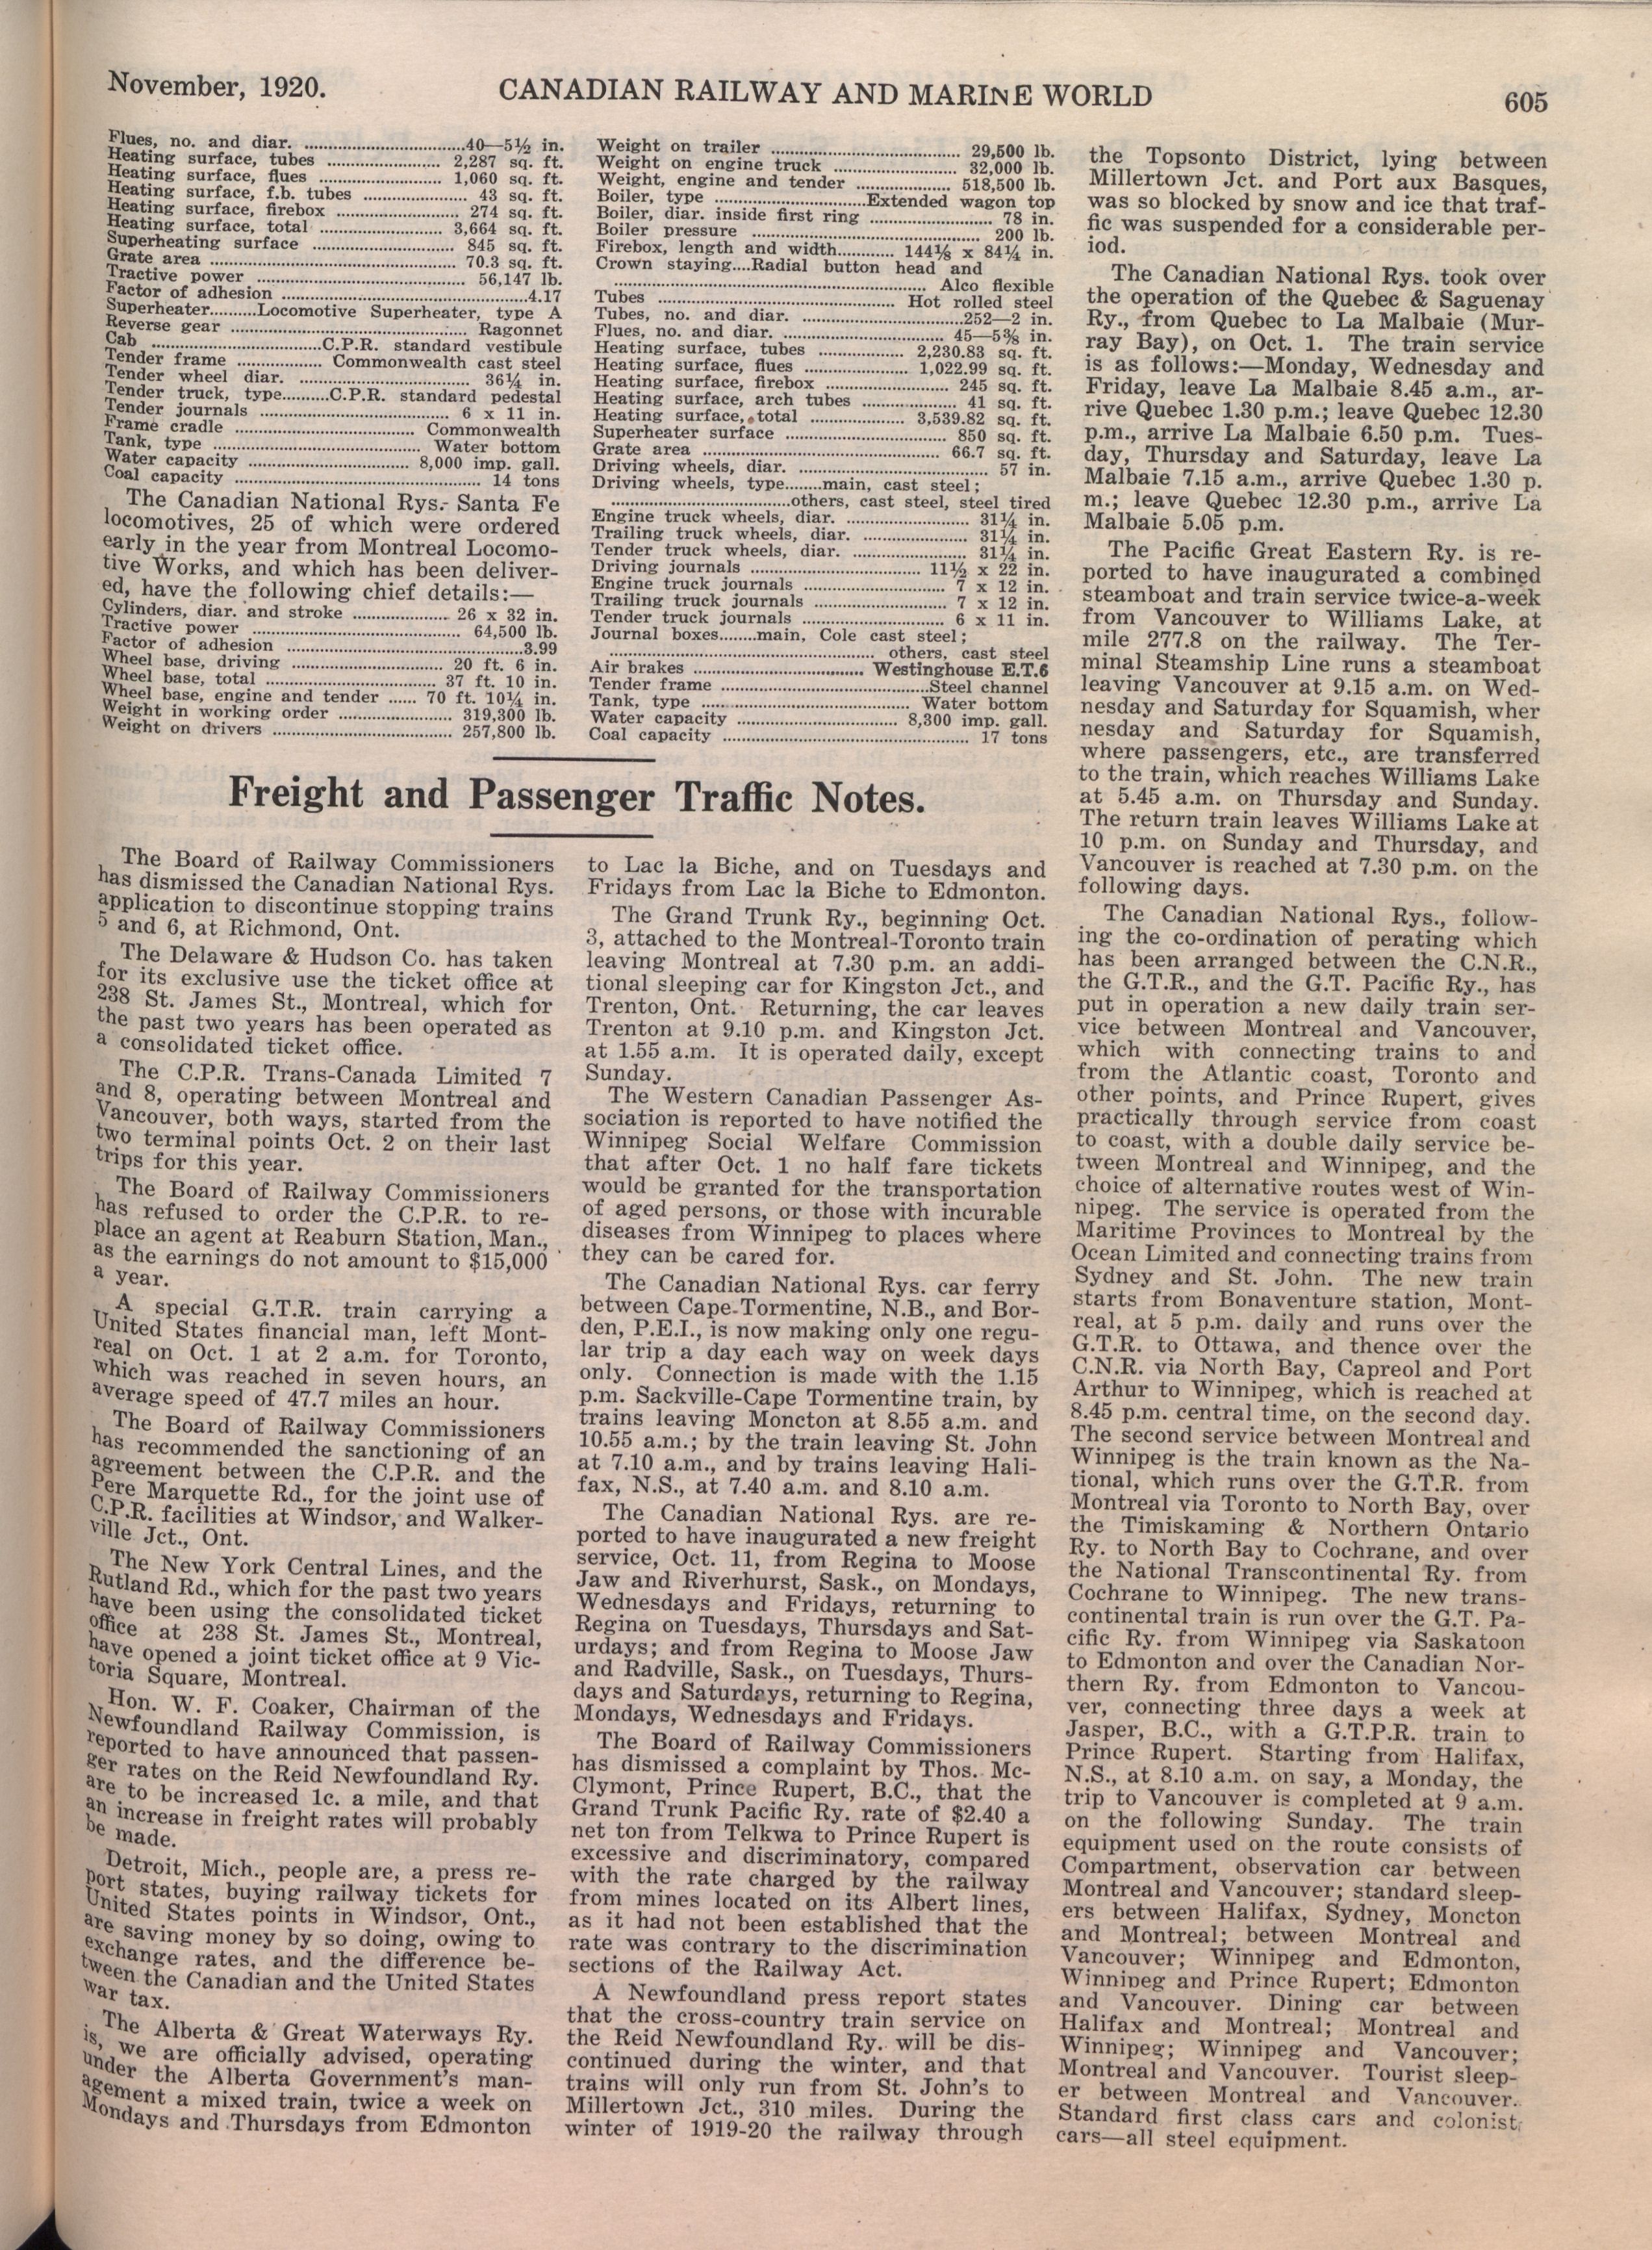 November, 1920.
CANADIAN RAILWAY AND MARINE WORLD
605
Flues, no. and diar. ..........40—5½ in.
Heating surface, tubes .......... 2,287 sq. ft.
Heating surface, flues .......... 1,060 sq. ft.
Heating surface, f.b. tubes .......... 43 sq. ft.
Heating surface, firebox .......... 274 sq. ft.
Heating surface, total .......... 3,664 sq. ft.
Superheating surface .......... 845 sq. ft.
Grate area .......... 70.3 sq. ft.
Tractive power .......... 56,147 lb.
Factor of adhesion ..........4.17
Superheater..........Locomotive Superheater, type A
Reverse gear .......... Ragonnet
Cab ..........C.P.R. standard vestibule
Tender frame .......... Commonwealth cast steel
Tender wheel diar. .......... 36¼ in.
Tender truck, type..........C.P.R. standard pedestal
Tender journals .......... 6 x 11 in.
Frame cradle .......... Commonwealth
Tank, type .......... Water bottom
Water capacity .......... 8,000 imp. gall.
Coal capacity .......... 14 tons
The Canadian National Rys.- Santa Fe
locomotives, 25 of which were ordered
early in the year from Montreal Locomo-
tive Works, and which has been deliver-
ed, have the following chief details:—
Cylinders, diar. and stroke .......... 26 x 32 in.
Tractive power .......... 64,500 lb.
Factor of adhesion ..........3.99
Wheel base, driving .......... 20 ft. 6 in.
Wheel base, total .......... 37 ft. 10 in.
Wheel base, engine and tender ...... 70 ft. 10¼ in.
Weight in working order .......... 319,300 lb.
Weight on drivers .......... 257,800 lb.
Weight on trailer .......... 29,500 lb.
Weight on engine truck .......... 32,000 lb.
Weight, engine and tender .......... 518,500 lb.
Boiler, type ..........Extended wagon top
Boiler, diar. inside first ring .......... 78 in.
Boiler pressure .......... 200 lb.
Firebox, length and width.......... 144⅛ x 84¼ in.
Crown staying....Radial button head and
.......... Alco flexible
Tubes .......... Hot rolled steel
Tubes, no. and diar. ..........252—2 in.
Flues, no. and diar. .......... 45—5⅜ in.
Heating surface, tubes .......... 2,230.83 sq. ft.
Heating surface, flues .......... 1,022.99 sq. ft.
Heating surface, firebox .......... 245 sq. ft.
Heating surface, arch tubes .......... 41 sq. ft.
Heating surface, total .......... 3,539.82 sq. ft.
Superheater surface .......... 850 sq. ft.
Grate area .......... 66.7 sq. ft.
Driving wheels, diar. .......... 57 in.
Driving wheels, type........main, cast steel;
..........others, cast steel, steel tired
Engine truck wheels, diar. .......... 31¼ in.
Trailing truck wheels, diar. .......... 31¼ in.
Tender truck wheels, diar. .......... 31¼ in.
Driving journals .......... 11½ x 22 in.
Engine truck journals .......... 7 x 12 in.
Trailing truck journals .......... 7 x 12 in.
Tender truck journals .......... 6 x 11 in.
Journal boxes........main, Cole cast steel;
.......... others, cast steel
Air brakes .......... Westinghouse E.T.6
Tender frame ..........Steel channel
Tank, type .......... Water bottom
Water capacity .......... 8,300 imp. gall.
Coal capacity .......... 17 tons
Freight and Passenger Traffic Notes.
The Board of Railway Commissioners
has dismissed the Canadian National Rys.
application to discontinue stopping trains
5 and 6, at Richmond, Ont.
The Delaware & Hudson Co. has taken
for its exclusive use the ticket office at
238 St. James St., Montreal, which for
the past two years has been operated as
a consolidated ticket office.
The C.P.R. Trans-Canada Limited 7
and 8, operating between Montreal and
Vancouver, both ways, started from the
two terminal points Oct. 2 on their last
trips for this year.
The Board of Railway Commissioners
has refused to order the C.P.R. to re-
place an agent at Reaburn Station, Man.,
as the earnings do not amount to $15,000
a year.
A special G.T.R. train carrying a
United States financial man, left Mont-
real on Oct. 1 at 2 a.m. for Toronto,
which was reached in seven hours, an
average speed of 47.7 miles an hour.
The Board of Railway Commissioners
has recommended the sanctioning of an
agreement between the C.P.R. and the
Pere Marquette Rd., for the joint use of
C.P.R. facilities at Windsor, and Walker-
ville Jct., Ont.
The New York Central Lines, and the
Rutland Rd., which for the past two years
have been using the consolidated ticket
office at 238 St. James St., Montreal,
have opened a joint ticket office at 9 Vic-
toria Square, Montreal.
Hon. W. F. Coaker, Chairman of the
Newfoundland Railway Commission, is
reported to have announced that passen-
ger rates on the Reid Newfoundland Ry.
are to be increased 1c. a mile, and that
an increase in freight rates will probably
be made.
Detroit, Mich., people are, a press re-
port states, buying railway tickets for
United States points in Windsor, Ont.,
are saving money by so doing, owing to
exchange rates, and the difference be-
tween the Canadian and the United States
war tax.
The Alberta & Great Waterways Ry.
is, we are officially advised, operating
under the Alberta Government's man-
agement a mixed train, twice a week on
Mondays and Thursdays from Edmonton
to Lac la Biche, and on Tuesdays and
Fridays from Lac la Biche to Edmonton.
The Grand Trunk Ry., beginning Oct.
3, attached to the Montreal-Toronto train
leaving Montreal at 7.30 p.m. an addi-
tional sleeping car for Kingston Jct., and
Trenton, Ont. Returning, the car leaves
Trenton at 9.10 p.m. and Kingston Jct.
at 1.55 a.m. It is operated daily, except
Sunday.
The Western Canadian Passenger As-
sociation is reported to have notified the
Winnipeg Social Welfare Commission
that after Oct. 1 no half fare tickets
would be granted for the transportation
of aged persons, or those with incurable
diseases from Winnipeg to places where
they can be cared for.
The Canadian National Rys. car ferry
between Cape Tormentine, N.B., and Bor-
den, P.E.I., is now making only one regu-
lar trip a day each way on week days
only. Connection is made with the 1.15
p.m. Sackville-Cape Tormentine train, by
trains leaving Moncton at 8.55 a.m. and
10.55 a.m.; by the train leaving St. John
at 7.10 a.m., and by trains leaving Hali-
fax, N.S., at 7.40 a.m. and 8.10 a.m.
The Canadian National Rys. are re-
ported to have inaugurated a new freight
service, Oct. 11, from Regina to Moose
Jaw and Riverhurst, Sask., on Mondays,
Wednesdays and Fridays, returning to
Regina on Tuesdays, Thursdays and Sat-
urdays; and from Regina to Moose Jaw
and Radville, Sask., on Tuesdays, Thurs-
days and Saturdays, returning to Regina,
Mondays, Wednesdays and Fridays.
The Board of Railway Commissioners
has dismissed a complaint by Thos. Mc-
Clymont, Prince Rupert, B.C., that the
Grand Trunk Pacific Ry. rate of $2.40 a
net ton from Telkwa to Prince Rupert is
excessive and discriminatory, compared
with the rate charged by the railway
from mines located on its Albert lines,
as it had not been established that the
rate was contrary to the discrimination
sections of the Railway Act.
A Newfoundland press report states
that the cross-country train service on
the Reid Newfoundland Ry. will be dis-
continued during the winter, and that
trains will only run from St. John's to
Millertown Jct., 310 miles. During the
winter of 1919-20 the railway through
the Topsonto District, lying between
Millertown Jct. and Port aux Basques,
was so blocked by snow and ice that traf-
fic was suspended for a considerable per-
iod.
The Canadian National Rys. took over
the operation of the Quebec & Saguenay
Ry., from Quebec to La Malbaie (Mur-
ray Bay), on Oct. 1. The train service
is as follows:—Monday, Wednesday and
Friday, leave La Malbaie 8.45 a.m., ar-
rive Quebec 1.30 p.m.; leave Quebec 12.30
p.m., arrive La Malbaie 6.50 p.m. Tues-
day, Thursday and Saturday, leave La
Malbaie 7.15 a.m., arrive Quebec 1.30 p.
m.; leave Quebec 12.30 p.m., arrive La
Malbaie 5.05 p.m.
The Pacific Great Eastern Ry. is re-
ported to have inaugurated a combined
steamboat and train service twice-a-week
from Vancouver to Williams Lake, at
mile 277.8 on the railway. The Ter-
minal Steamship Line runs a steamboat
leaving Vancouver at 9.15 a.m. on Wed-
nesday and Saturday for Squamish, wher
nesday and Saturday for Squamish,
where passengers, etc., are transferred
to the train, which reaches Williams Lake
at 5.45 a.m. on Thursday and Sunday.
The return train leaves Williams Lake at
10 p.m. on Sunday and Thursday, and
Vancouver is reached at 7.30 p.m. on the
following days.
The Canadian National Rys., follow-
ing the co-ordination of perating which
has been arranged between the C.N.R.,
the G.T.R., and the G.T. Pacific Ry., has
put in operation a new daily train ser-
vice between Montreal and Vancouver,
which with connecting trains to and
from the Atlantic coast, Toronto and
other points, and Prince Rupert, gives
practically through service from coast
to coast, with a double daily service be-
tween Montreal and Winnipeg, and the
choice of alternative routes west of Win-
nipeg. The service is operated from the
Maritime Provinces to Montreal by the
Ocean Limited and connecting trains from
Sydney and St. John. The new train
starts from Bonaventure station, Mont-
real, at 5 p.m. daily and runs over the
G.T.R. to Ottawa, and thence over the
C.N.R. via North Bay, Capreol and Port
Arthur to Winnipeg, which is reached at
8.45 p.m. central time, on the second day.
The second service between Montreal and
Winnipeg is the train known as the Na-
tional, which runs over the G.T.R. from
Montreal via Toronto to North Bay, over
the Timiskaming & Northern Ontario
Ry. to North Bay to Cochrane, and over
the National Transcontinental Ry. from
Cochrane to Winnipeg. The new trans-
continental train is run over the G.T. Pa-
cific Ry. from Winnipeg via Saskatoon
to Edmonton and over the Canadian Nor-
thern Ry. from Edmonton to Vancou-
ver, connecting three days a week at
Jasper, B.C., with a G.T.P.R. train to
Prince Rupert. Starting from Halifax,
N.S., at 8.10 a.m. on say, a Monday, the
trip to Vancouver is completed at 9 a.m.
on the following Sunday. The train
equipment used on the route consists of
Compartment, observation car between
Montreal and Vancouver; standard sleep-
ers between Halifax, Sydney, Moncton
and Montreal; between Montreal and
Vancouver; Winnipeg and Edmonton,
Winnipeg and Prince Rupert; Edmonton
and Vancouver. Dining car between
Halifax and Montreal; Montreal and
Winnipeg; Winnipeg and Vancouver;
Montreal and Vancouver. Tourist sleep-
er between Montreal and Vancouver.
Standard first class cars and colonist
cars—all steel equipment.